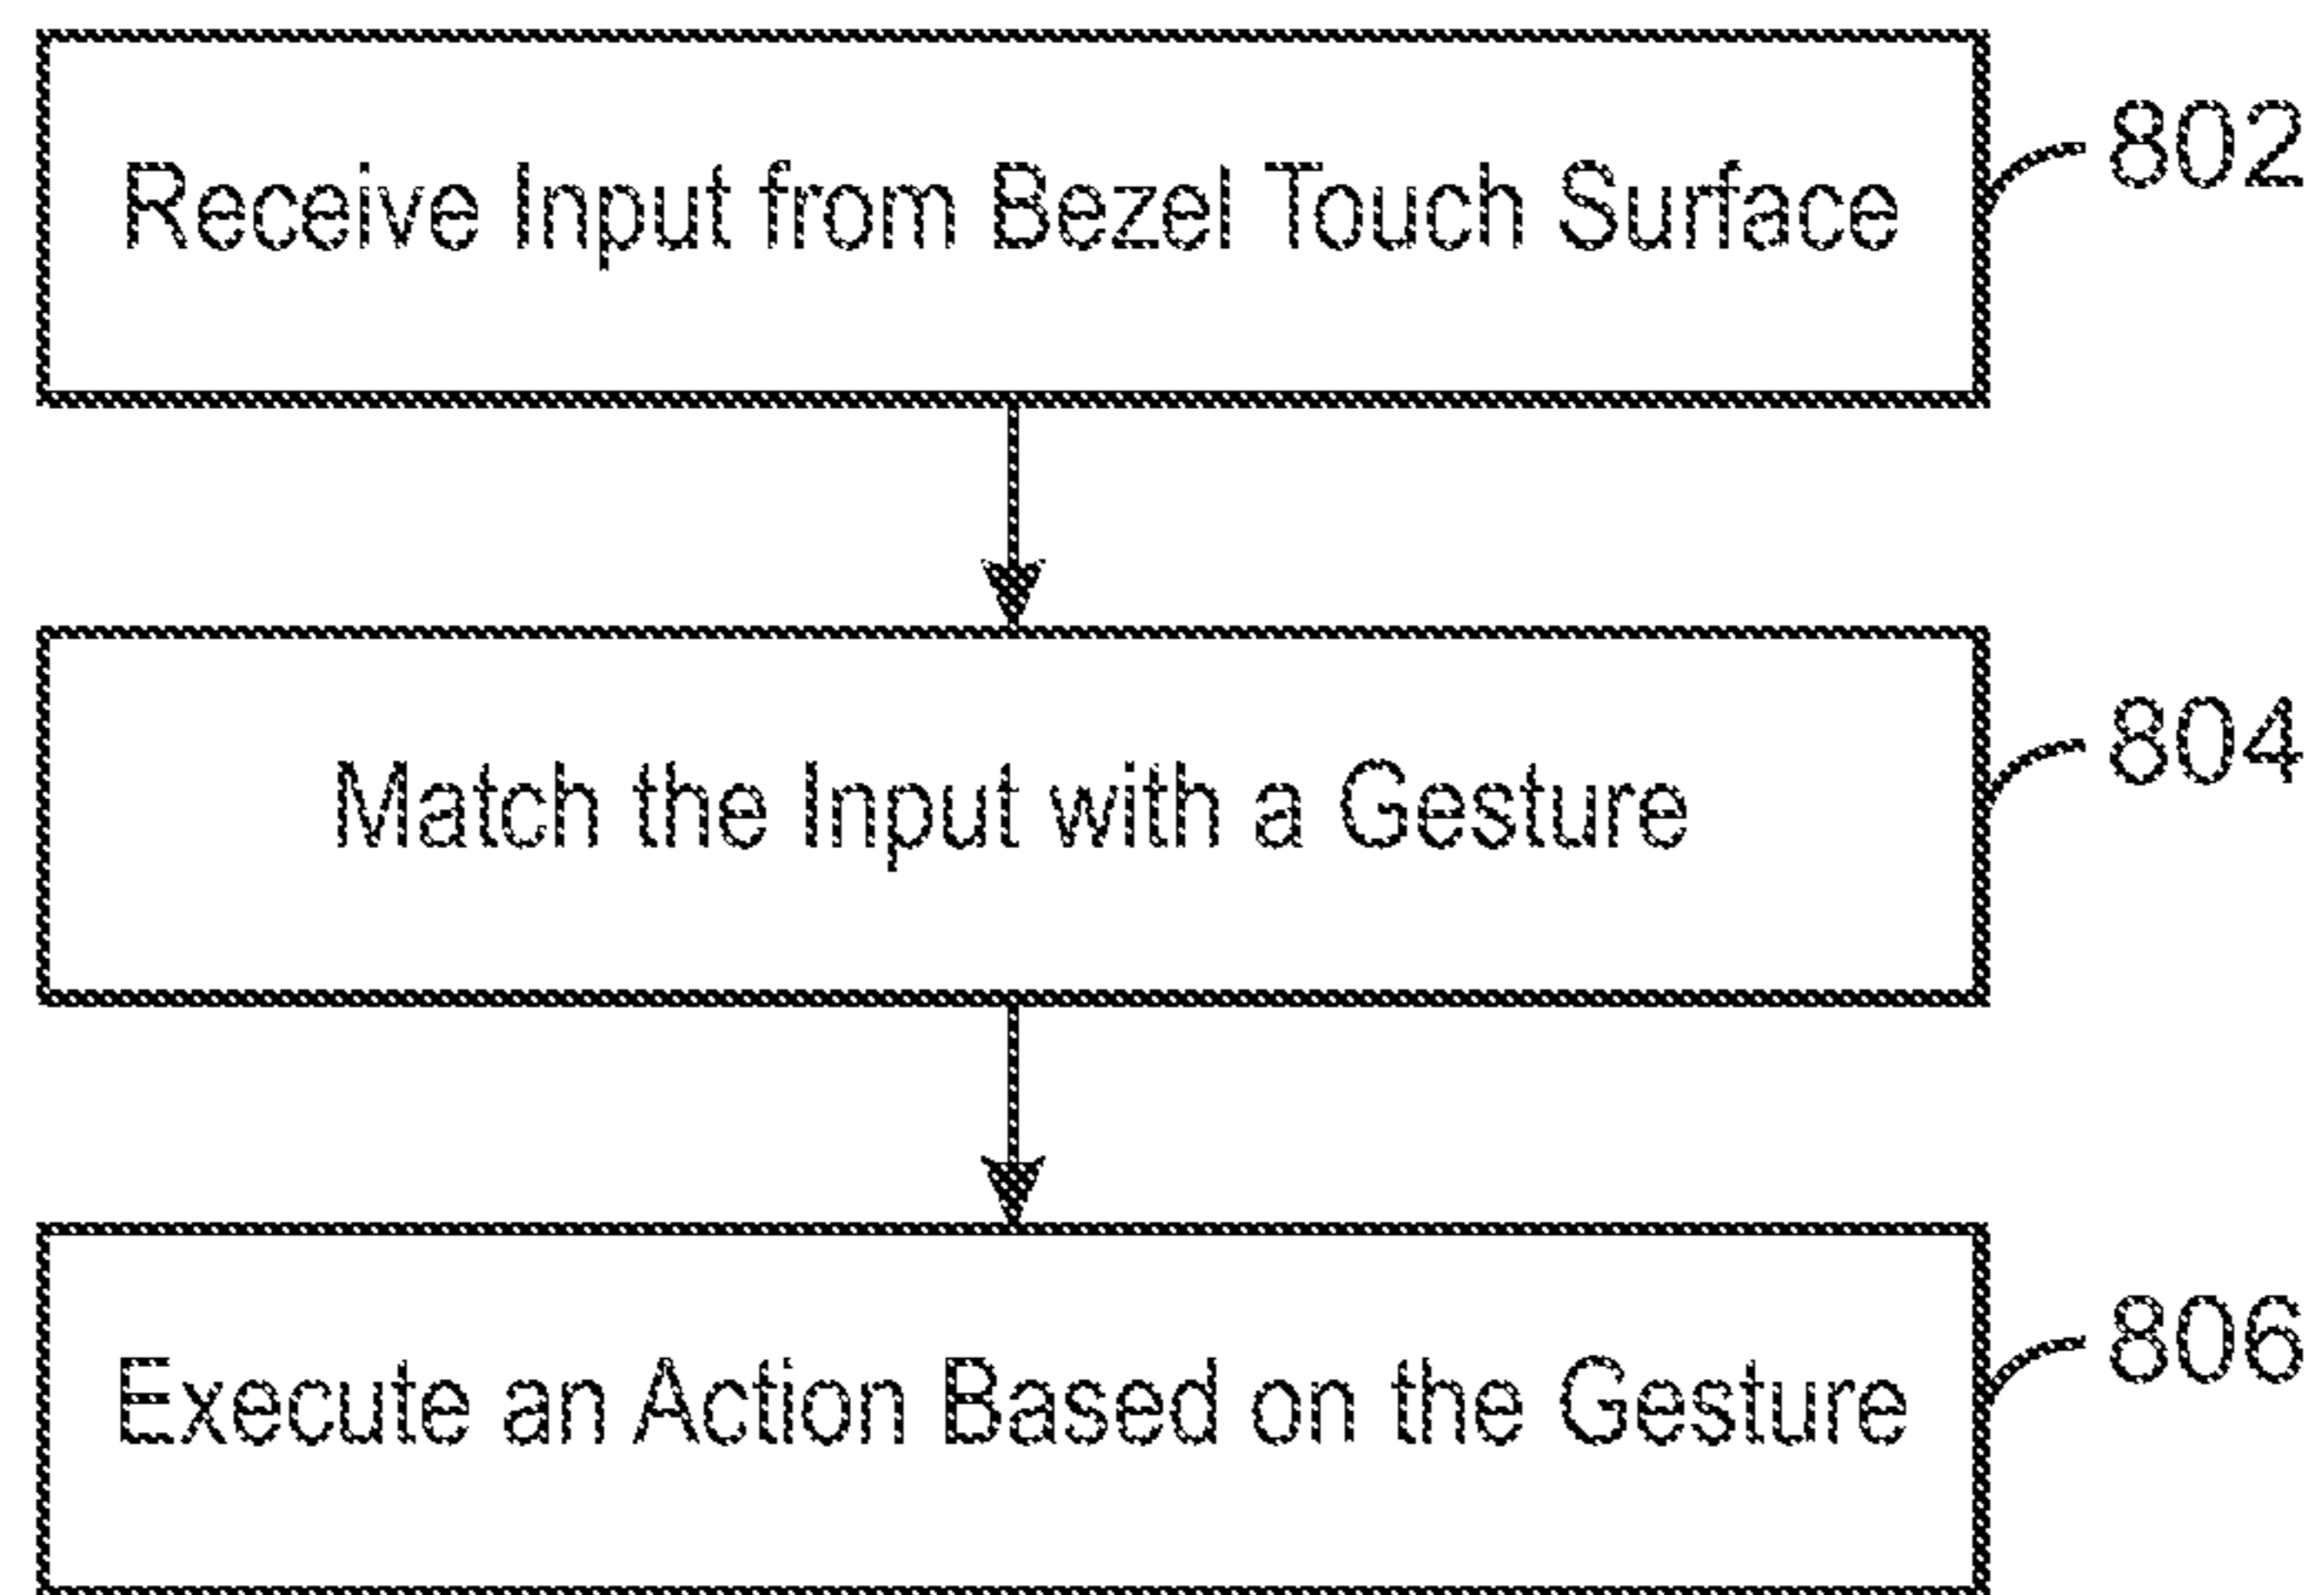 Receive Input from Bezel Touch Surface
802
Match the Input with a Gesture
804
Execute an Action Based on the Gesture
806